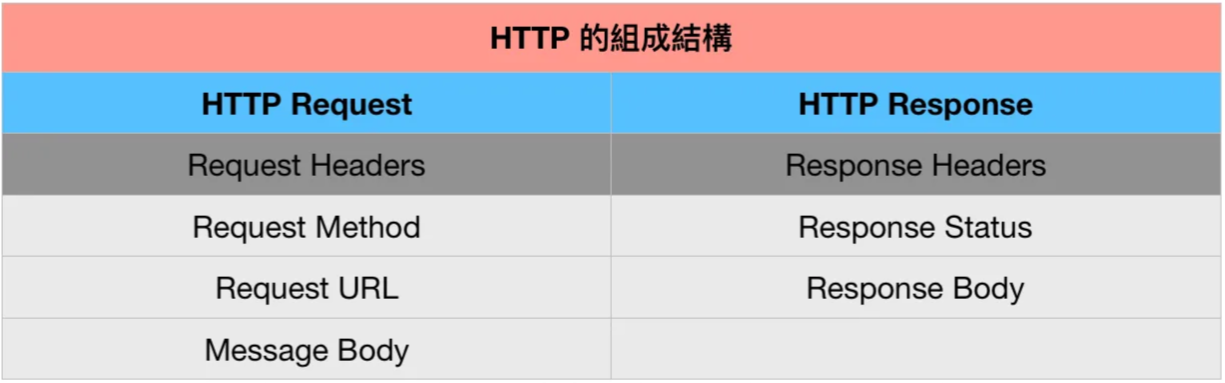 HTTP 的組成結構
HTTP Request HTTP Response
Request Headers Response Headers
Request Method Response Status
Request URL Response Body
Message Body